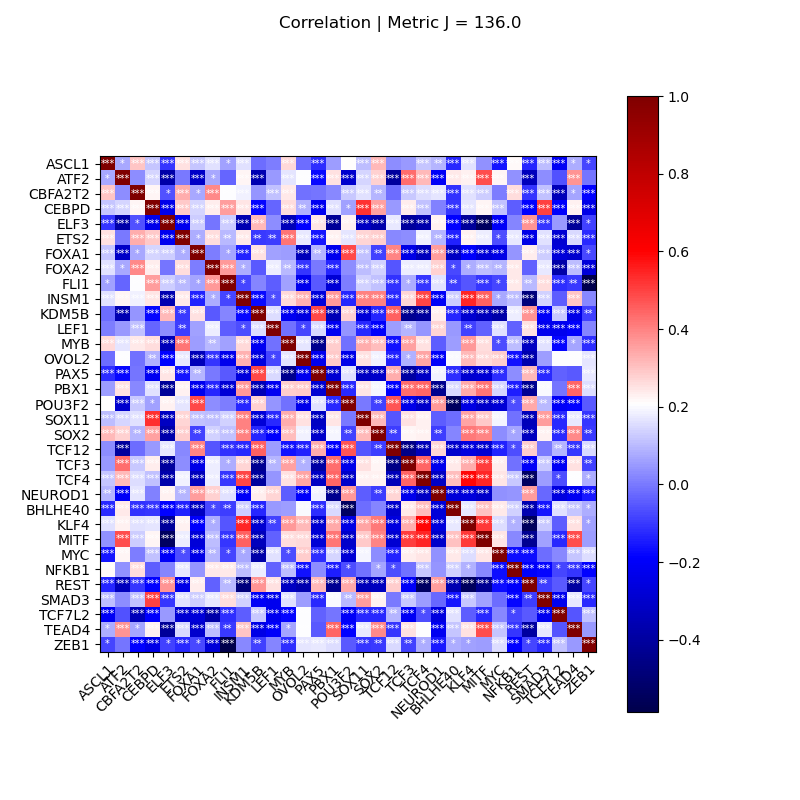 Correlation | Metric J = 136.0
ASCL1
ATF2
CBFA2T2
CEBPD
ELF3
ETS2
FOXA1
FOXA2
FLI1
INSM1
KDM5B
LEF1
MYB
OVOL2
PAX5
PBX1
POU3F2
SOX11
SOX2
TCF12
TCF3
TCF4
NEUROD1
BHLHE40
KLF4
MITF
MYC
NFKB1
REST
SMAD3
TCF7L2
TEAD4
ZEB1
ASCL1
ATF2
CBFA2T2
CEBPD
ELF3
ETS2
FOXA1
FOXA2
FLI1
INSM1
KDM5B
LEF1
MYB
OVOL2
PAX5
PBX1
POU3F2
SOX11
SOX2
TCF12
TCF3
TCF4
NEUROD1
BHLHE40
KLF4
MITF
MYC
NFKB1
REST
SMAD3
TCF7L2
TEAD4
ZEB1
1.0
0.8
0.6
0.4
0.2
0.0
−0.2
−0.4